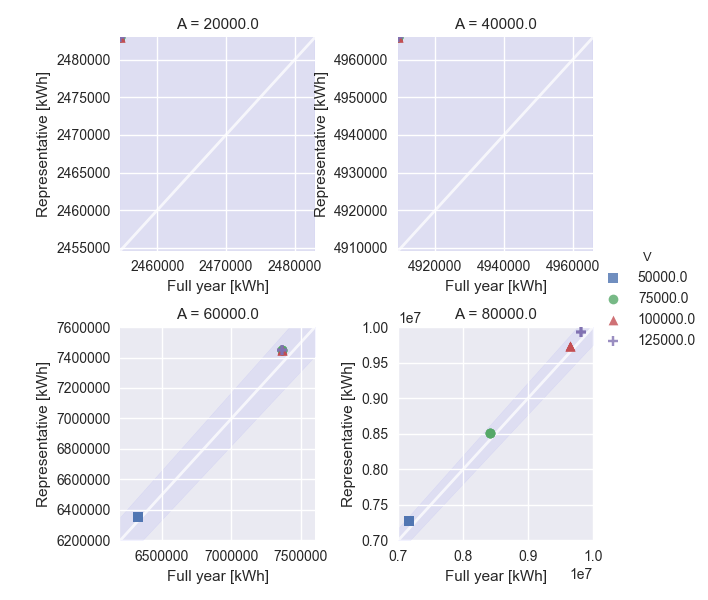 A = 20000.0
A = 40000.0
Representative [kWh]
2480000
2475000
2470000
2465000
2460000
2455000
2460000 2470000 2480000
Full year [kWh]
Representative [kWh]
4960000
4950000
4940000
4930000
4920000
4910000
4920000 4940000 4960000
Full year [kWh]
V
50000.0
75000.0
100000.0
125000.0
A = 60000.0
Representative [kWh]
7600000
7400000
7200000
7000000
6800000
6600000
6400000
6200000
6500000 7000000 7500000
Full year [kWh]
1e7
A = 80000.0
Representative [kWh]
1.00
0.95
0.90
0.85
0.80
0.75
0.70
0.7 0.8 0.9 1.0
1e7
Full year [kWh]